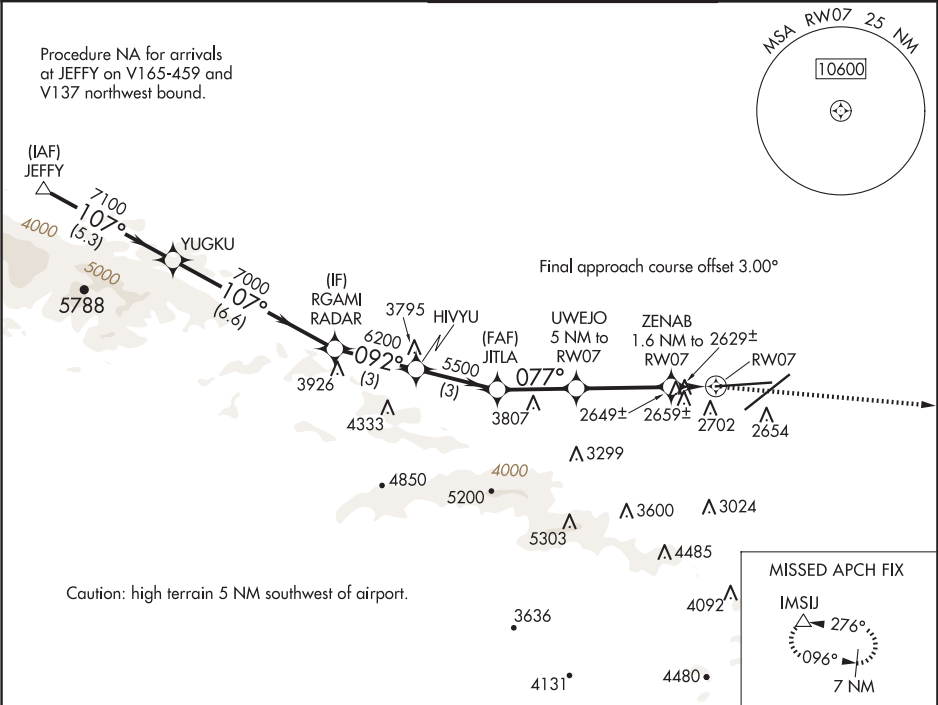 MSA RW07 25 NM
10600
Procedure NA for arrivals
at JEFFY on V165-459 and
V137 northwest bound.
(IAF)
JEFFY
7100
107°
(5.3)
4000
5000
5788
YUGKU
7000
107°
(6.6)
(IF)
RGAMI
RADAR
3926
6200
092°
(3)
3795
HIVYU
4333
5500
(3)
Final approach course offset 3.00°
(FAF)
JITLA
077°
3807
UWEJO
5 NM to
RW07
ZENAB
1.6 NM to
RW07
2629±
RW07
2649±
2659±
2702
2654
3299
4850
5200
4000
5303
3600
3024
4485
4092
Caution: high terrain 5 NM southwest of airport.
3636
4131
4480
MISSED APCH FIX
IMSIJ
276°
096°
7 NM